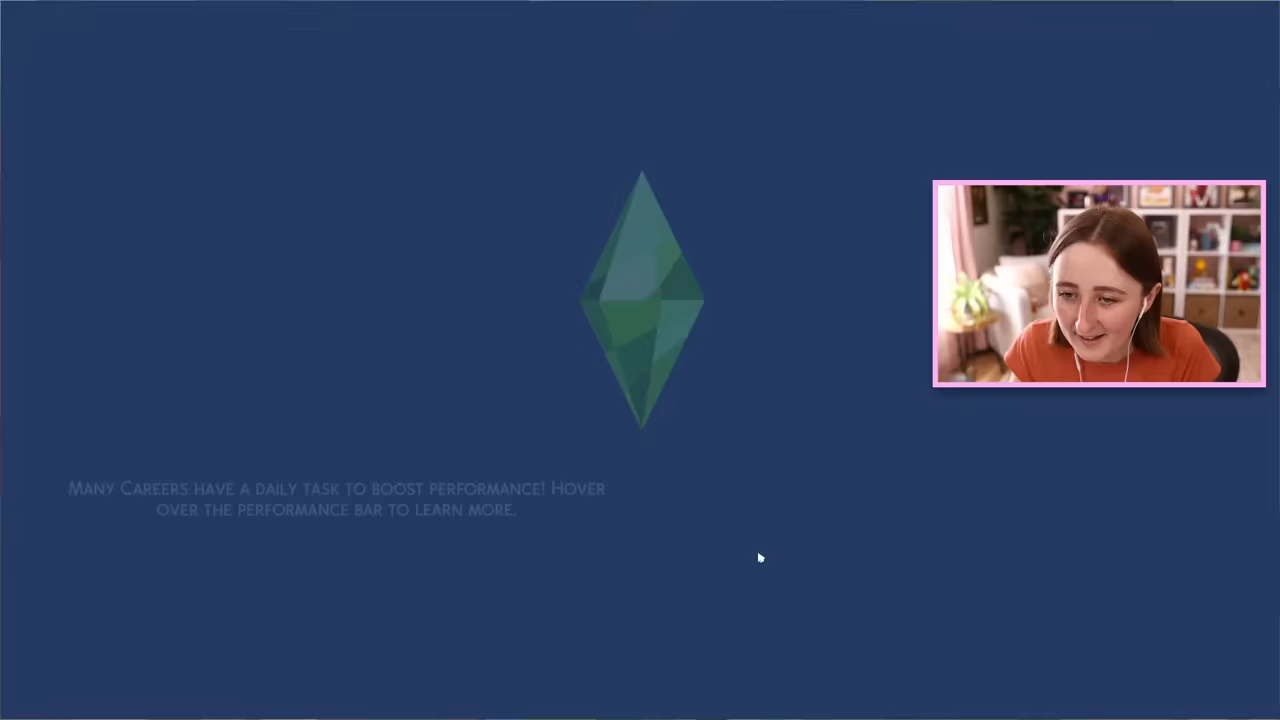 Many Careers have a daily task to boost performance! Hover
over the performance bar to learn more.